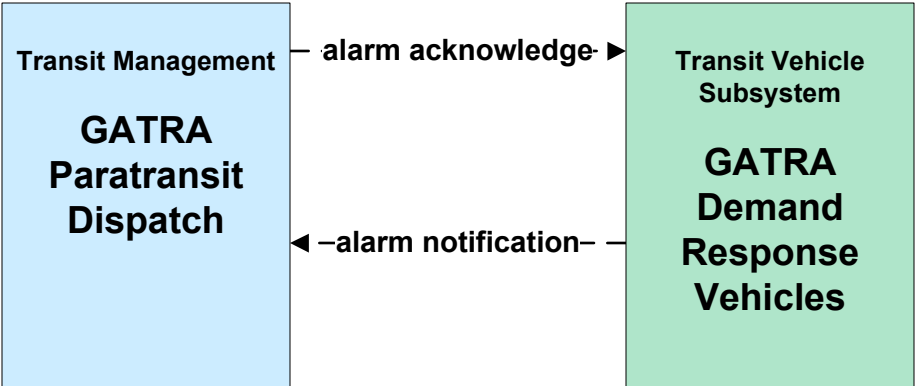 Transit Management
GATRA
Paratransit
Dispatch
alarm acknowledge
alarm notification
Transit Vehicle
Subsystem
GATRA
Demand
Response
Vehicles